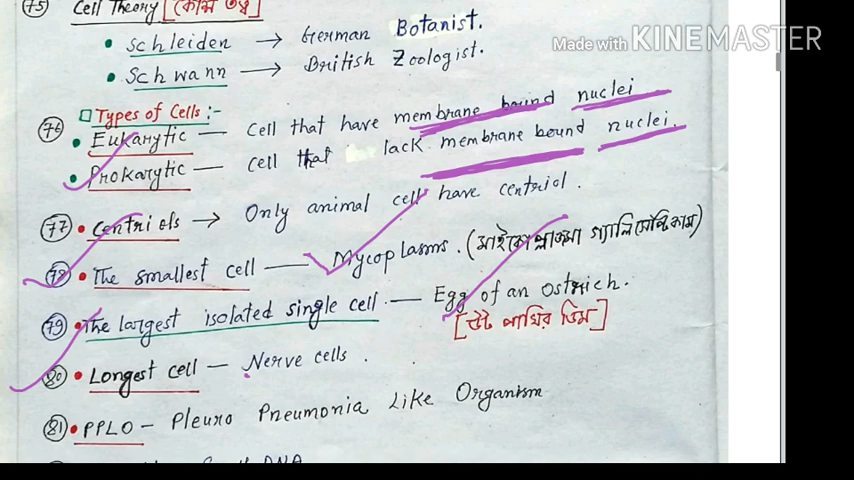 75 Cell Theory [কোষ তত্ত্ব]
Made with KINEMASTER
• Schleiden → German Botanist.
• Schwann → British Zoologist.
76 □ Types of Cells:-
• Eukarytic — Cell that have membrane bound nuclei
• Prokarytic — cell that lack membrane bound nuclei.
77 • Centriols → Only animal cell have centriol.
78 • The smallest cell — Mycoplasms. (মাইকোপ্লাজমা গ্যালিসেপ্টিকাম)
79 • The largest isolated single cell — Egg of an ostrich.
[উট পাখির ডিম]
80 • Longest cell — Nerve cells.
81 • PPLO — Pleuro Pneumonia Like Organism